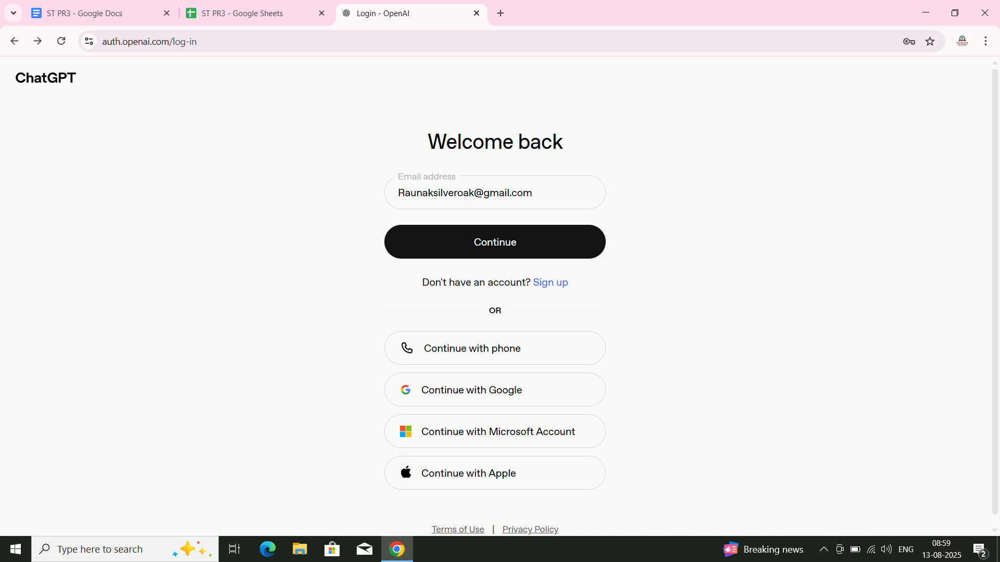 ST PR3 - Google Docs
ST PR3 - Google Sheets
Login - OpenAI
auth.openai.com/log-in
ChatGPT
Welcome back
Email address
Raunaksilveroak@gmail.com
Continue
Don't have an account? Sign up
OR
Continue with phone
Continue with Google
Continue with Microsoft Account
Continue with Apple
Terms of Use | Privacy Policy
Type here to search
Breaking news
ENG
08:59
13-08-2025
2